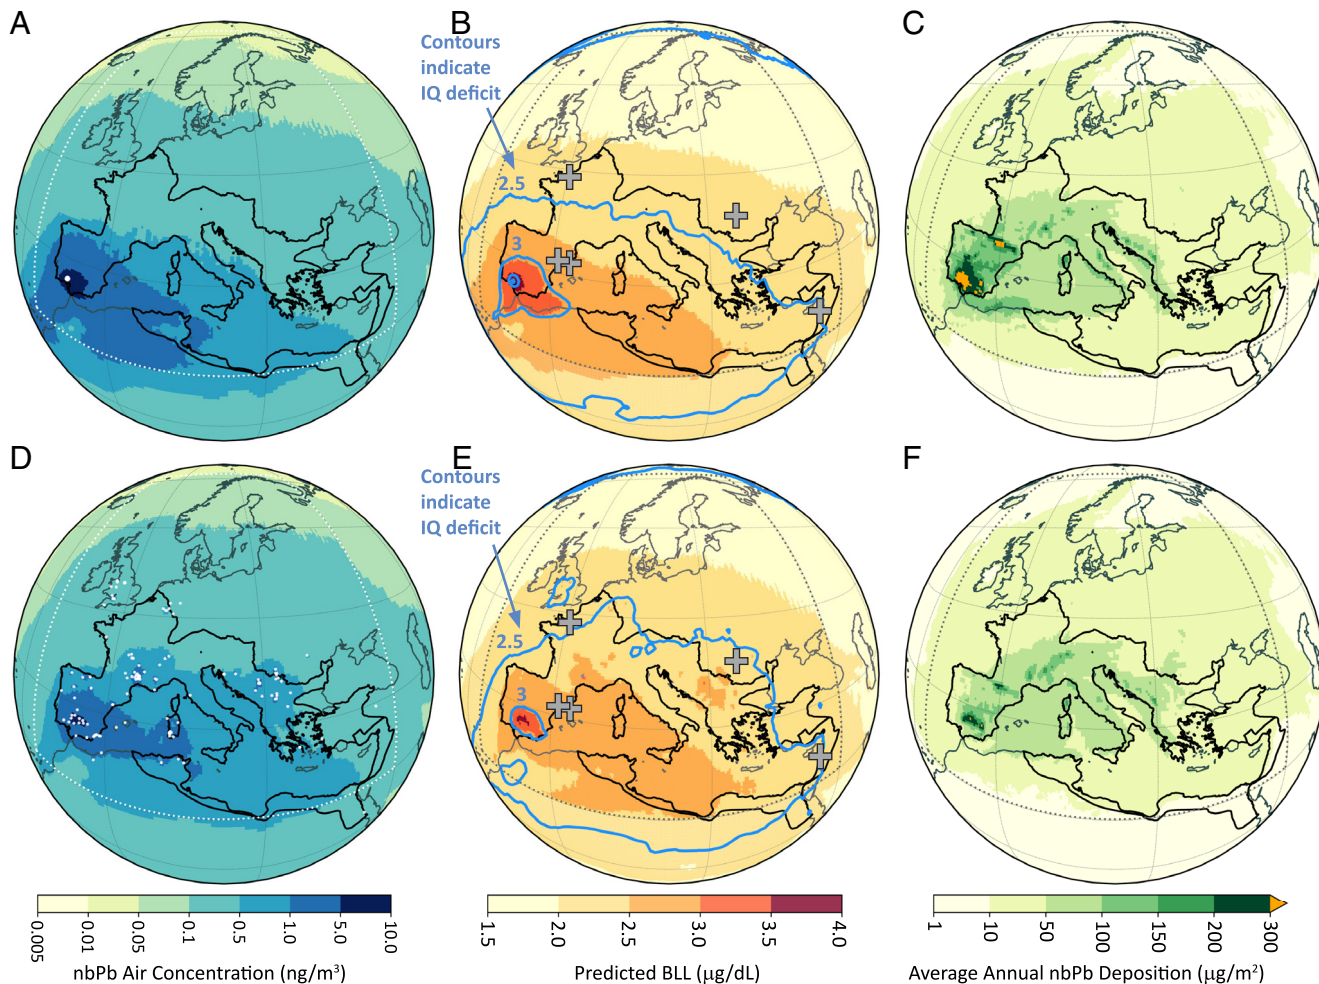 A
B
C
Contours
indicate
IQ deficit
2.5
3
D
E
F
Contours
indicate
IQ deficit
2.5
3
0.005
0.01
0.05
0.1
0.5
1.0
5.0
10.0
nbPb Air Concentration (ng/m³)
1.5
1.5
2.0
2.5
3.0
3.5
4.0
Predicted BLL (µg/dL)
1
10
50
100
150
200
300
Average Annual nbPb Deposition (µg/m²)